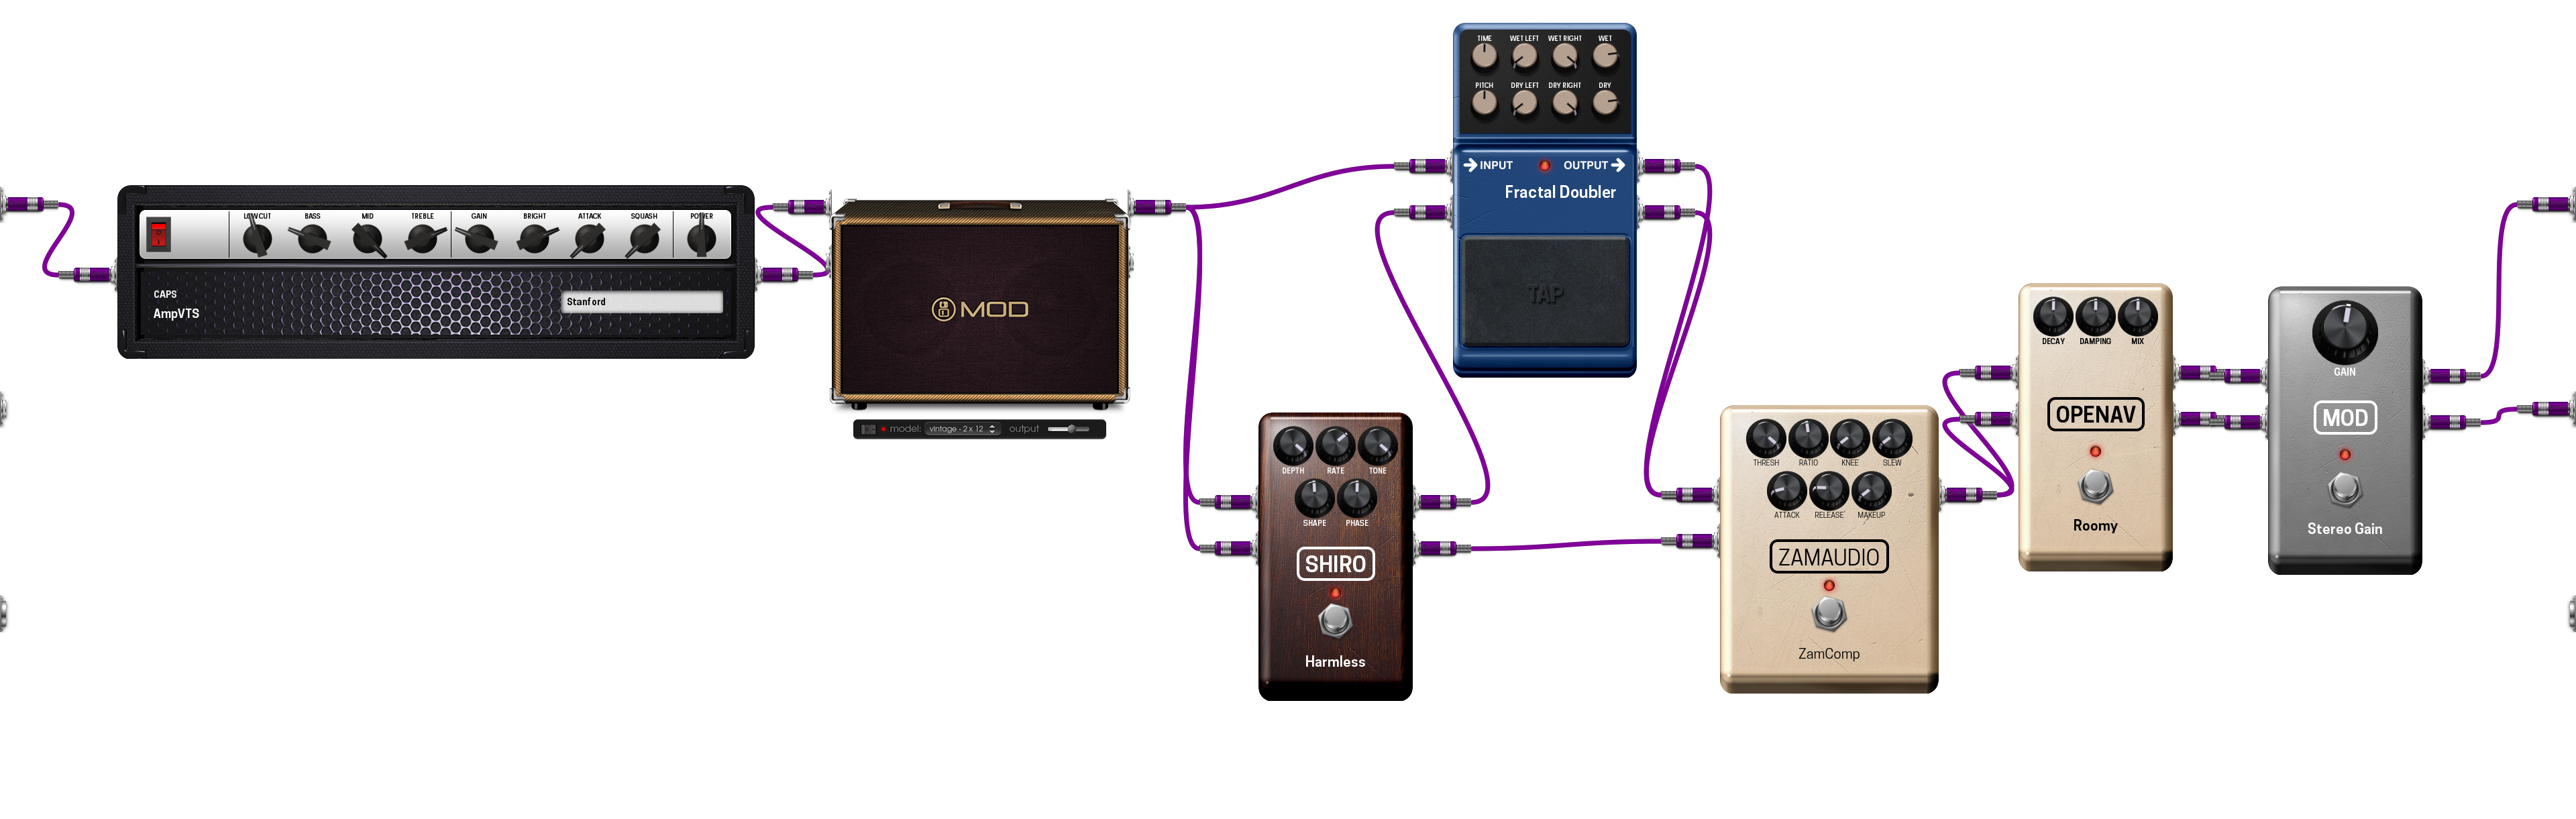 LOWCUT BASS MID TREBLE GAIN BRIGHT ATTACK SQUASH POWER
CAPS
AmpVTS
Stanford
MOD
model: vintage - 2 x 12 output
TIME WET LEFT WET RIGHT WET
PITCH DRY LEFT DRY RIGHT DRY
INPUT OUTPUT
Fractal Doubler
TAP
DEPTH RATE TONE
SHAPE PHASE
SHIRO
Harmless
THRESH RATIO KNEE SLEW
ATTACK RELEASE MAKEUP
ZAMAUDIO
ZamComp
DECAY DAMPING MIX
OPENAV
Roomy
GAIN
MOD
Stereo Gain